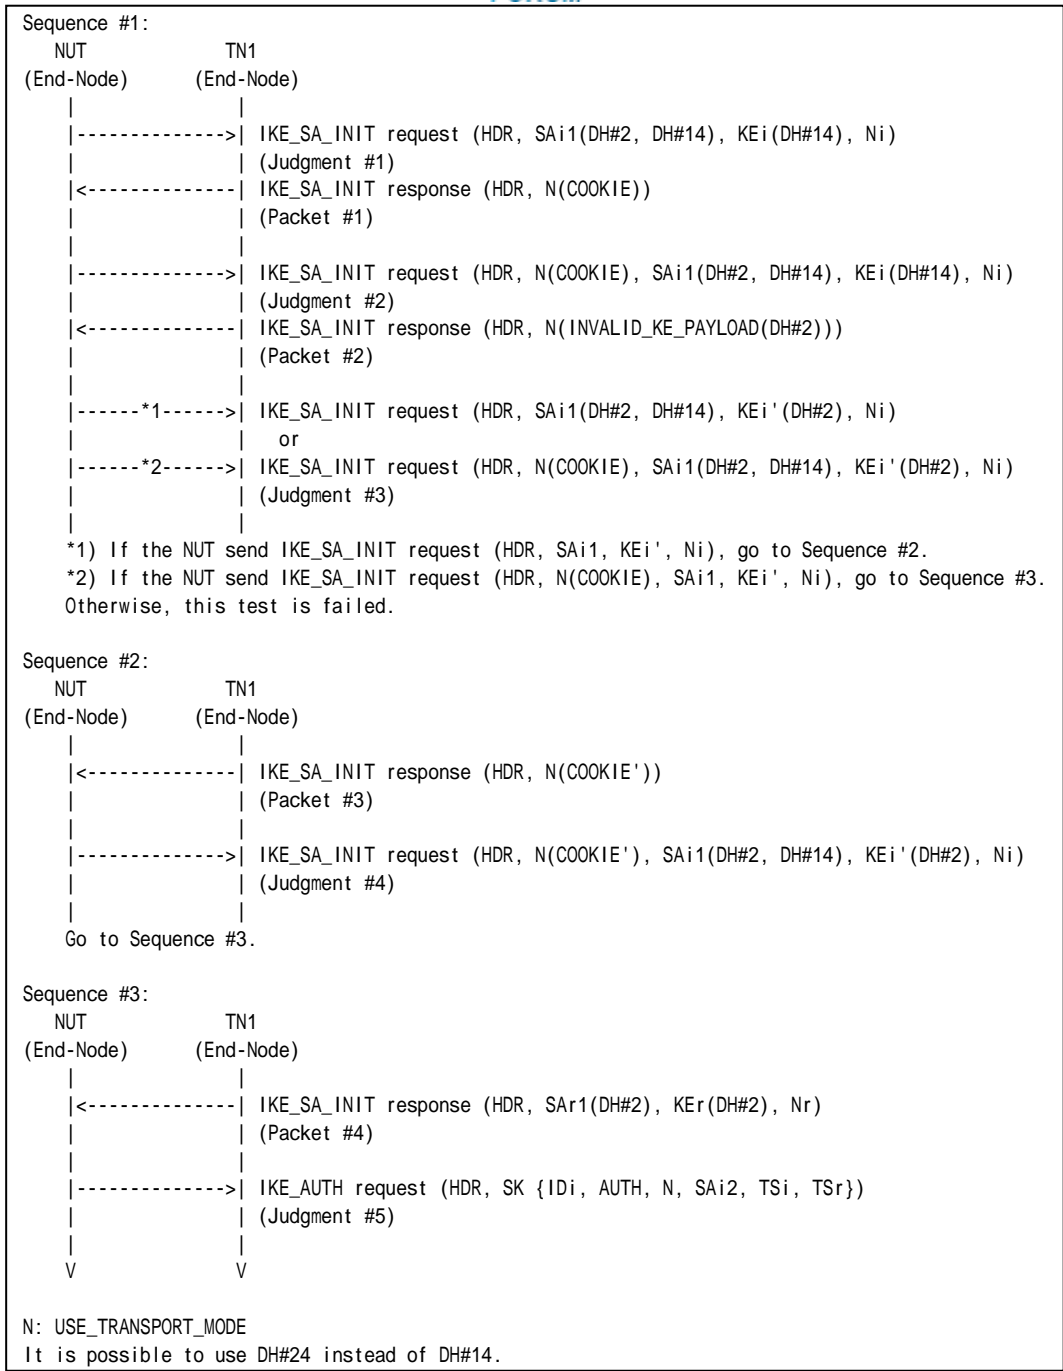 Sequence #1:
NUT TN1
(End-Node) (End-Node)
| |
|-------------->| IKE_SA_INIT request (HDR, SAi1(DH#2, DH#14), KEi(DH#14), Ni)
| | (Judgment #1)
|<--------------| IKE_SA_INIT response (HDR, N(COOKIE))
| | (Packet #1)
| |
|-------------->| IKE_SA_INIT request (HDR, N(COOKIE), SAi1(DH#2, DH#14), KEi(DH#14), Ni)
| | (Judgment #2)
|<--------------| IKE_SA_INIT response (HDR, N(INVALID_KE_PAYLOAD(DH#2)))
| | (Packet #2)
| |
|------*1------>| IKE_SA_INIT request (HDR, SAi1(DH#2, DH#14), KEi'(DH#2), Ni)
| | or
|------*2------>| IKE_SA_INIT request (HDR, N(COOKIE), SAi1(DH#2, DH#14), KEi'(DH#2), Ni)
| | (Judgment #3)
| |
*1) If the NUT send IKE_SA_INIT request (HDR, SAi1, KEi', Ni), go to Sequence #2.
*2) If the NUT send IKE_SA_INIT request (HDR, N(COOKIE), SAi1, KEi', Ni), go to Sequence #3.
Otherwise, this test is failed.
Sequence #2:
NUT TN1
(End-Node) (End-Node)
| |
|<--------------| IKE_SA_INIT response (HDR, N(COOKIE'))
| | (Packet #3)
| |
|-------------->| IKE_SA_INIT request (HDR, N(COOKIE'), SAi1(DH#2, DH#14), KEi'(DH#2), Ni)
| | (Judgment #4)
| |
Go to Sequence #3.
Sequence #3:
NUT TN1
(End-Node) (End-Node)
| |
|<--------------| IKE_SA_INIT response (HDR, SAr1(DH#2), KEr(DH#2), Nr)
| | (Packet #4)
| |
|-------------->| IKE_AUTH request (HDR, SK {IDi, AUTH, N, SAi2, TSi, TSr})
| | (Judgment #5)
| |
V V
N: USE_TRANSPORT_MODE
It is possible to use DH#24 instead of DH#14.